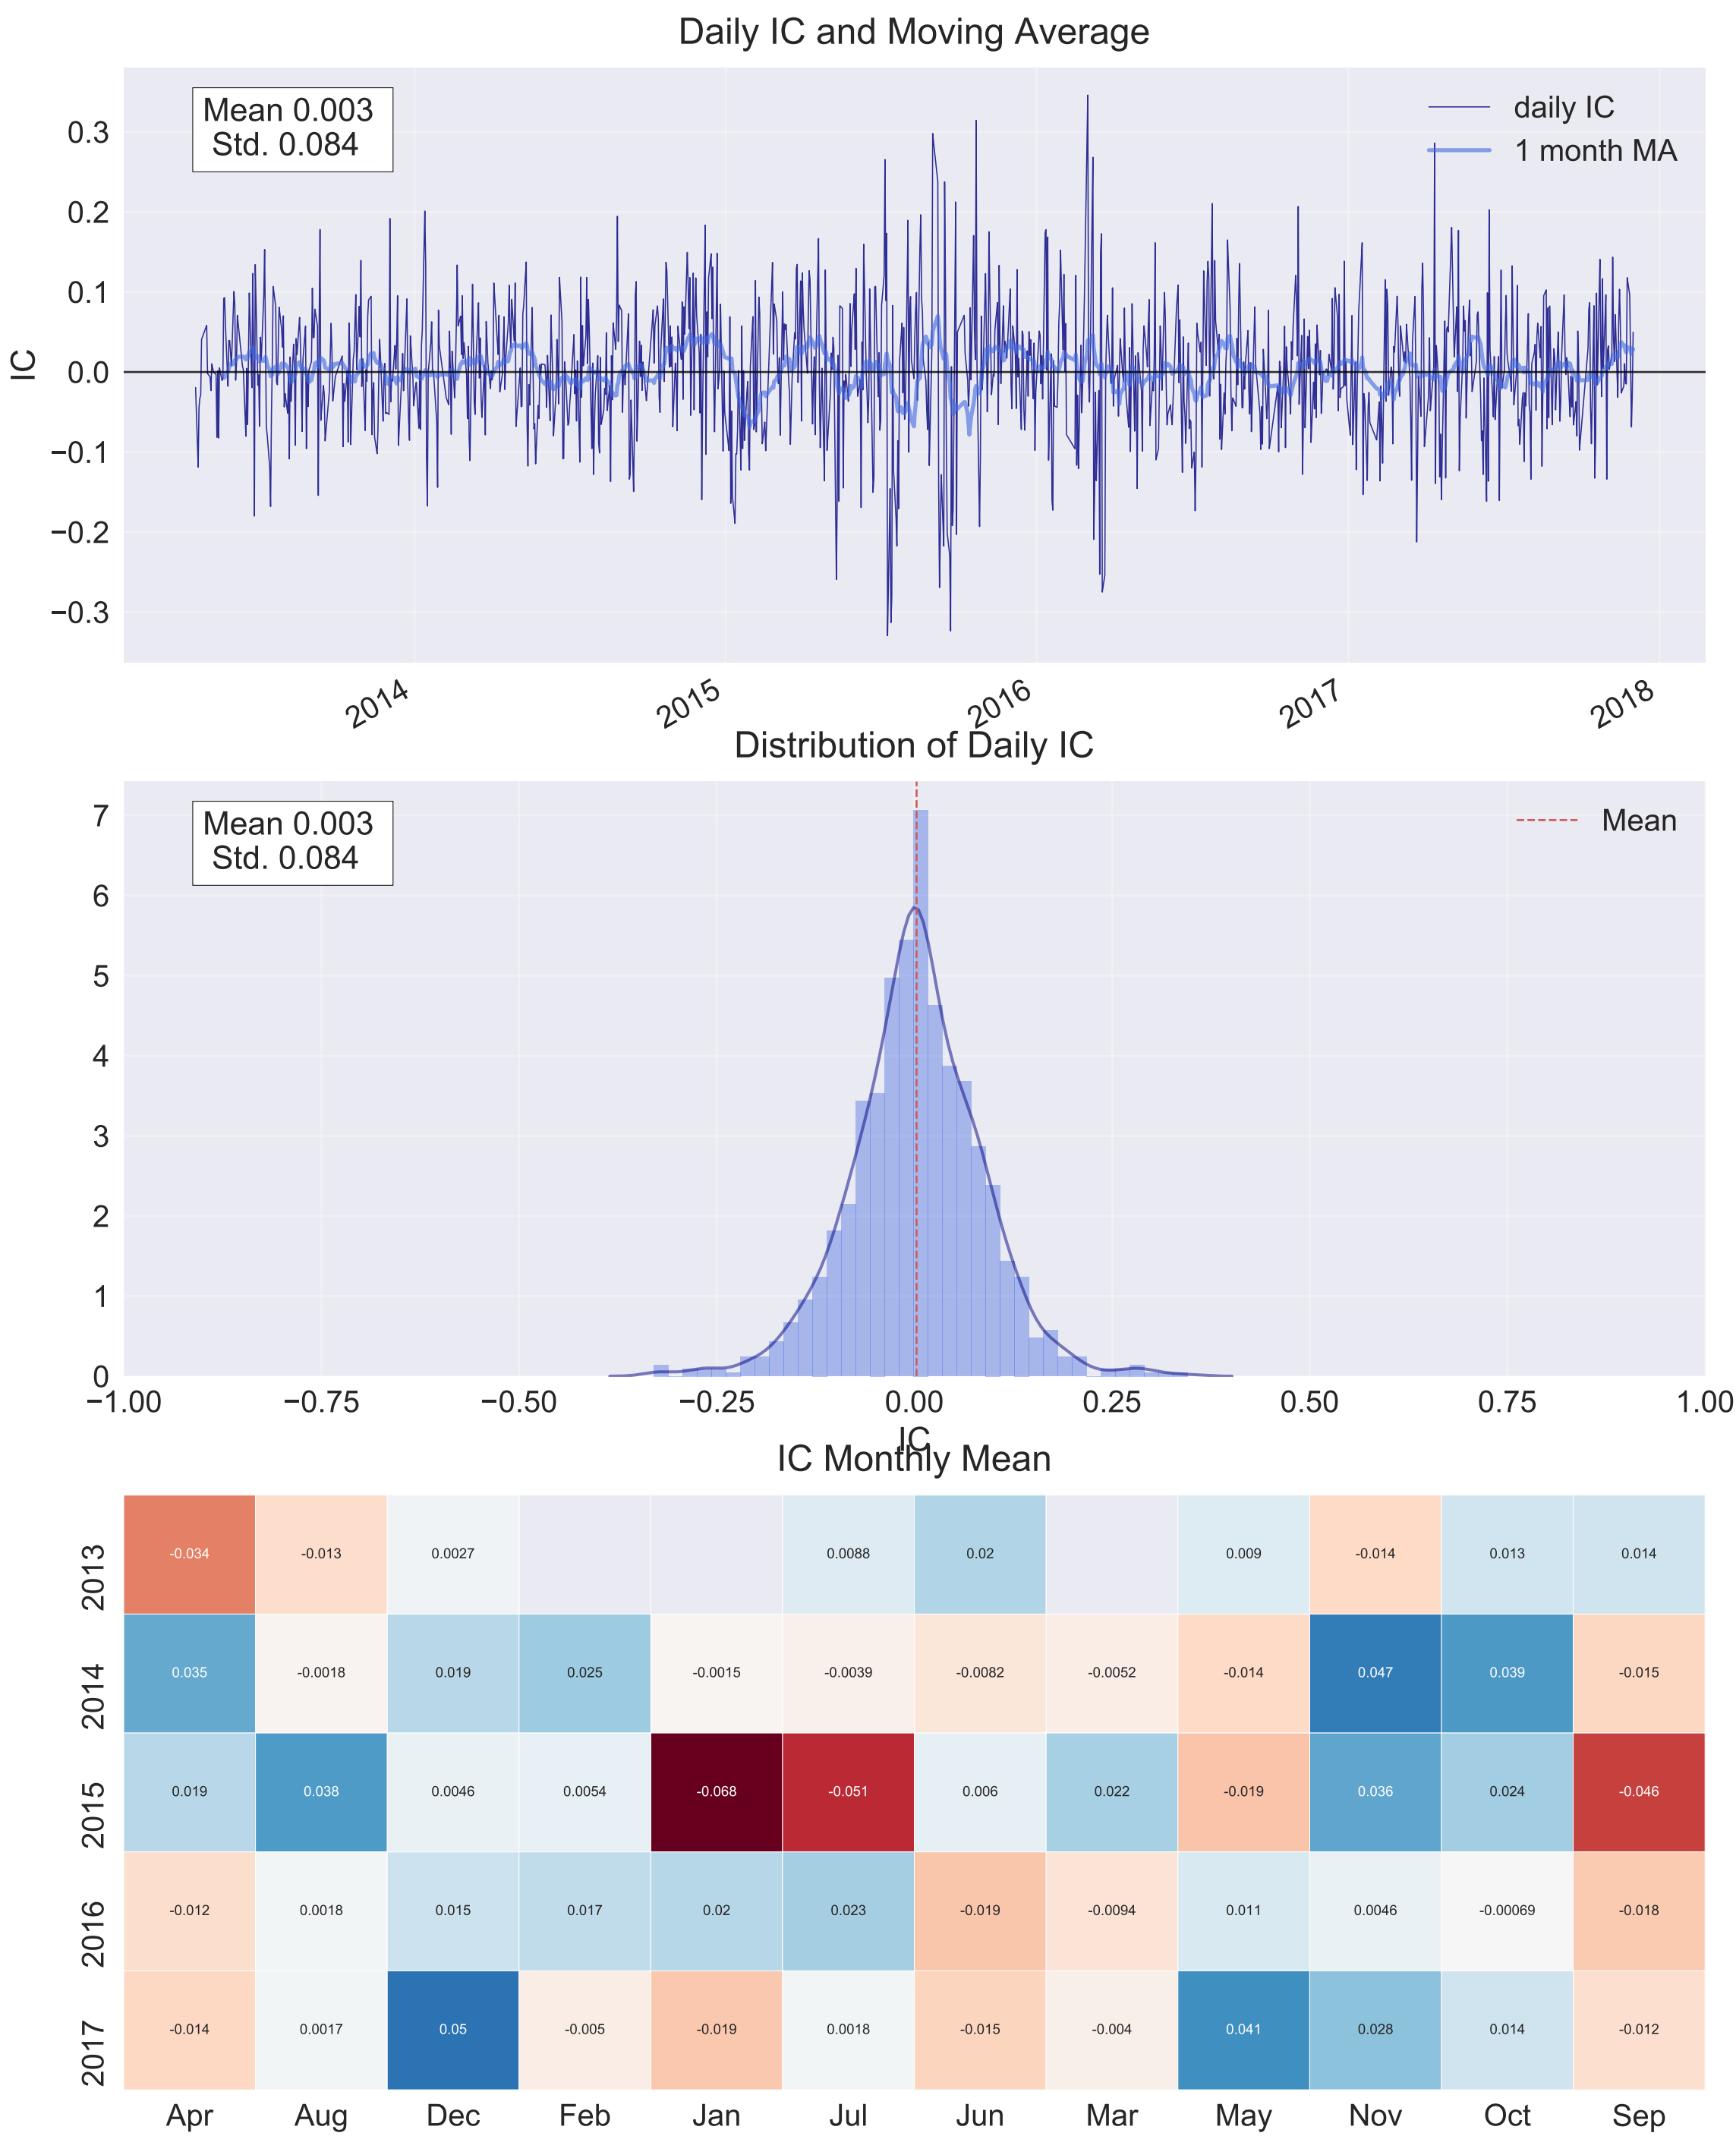 Daily IC and Moving Average
Mean 0.003
Std. 0.084
daily IC
1 month MA
IC
0.3
0.2
0.1
0.0
−0.1
−0.2
−0.3
2014 2015 2016 2017 2018
Distribution of Daily IC
Mean 0.003
Std. 0.084
Mean
7
6
5
4
3
2
1
0
−1.00 −0.75 −0.50 −0.25 0.00 0.25 0.50 0.75 1.00
IC
IC Monthly Mean
2013 -0.034 -0.013 0.0027 0.0088 0.02 0.009 -0.014 0.013 0.014
2014 0.035 -0.0018 0.019 0.025 -0.0015 -0.0039 -0.0082 -0.0052 -0.014 0.047 0.039 -0.015
2015 0.019 0.038 0.0046 0.0054 -0.068 -0.051 0.006 0.022 -0.019 0.036 0.024 -0.046
2016 -0.012 0.0018 0.015 0.017 0.02 0.023 -0.019 -0.0094 0.011 0.0046 -0.00069 -0.018
2017 -0.014 0.0017 0.05 -0.005 -0.019 0.0018 -0.015 -0.004 0.041 0.028 0.014 -0.012
Apr Aug Dec Feb Jan Jul Jun Mar May Nov Oct Sep